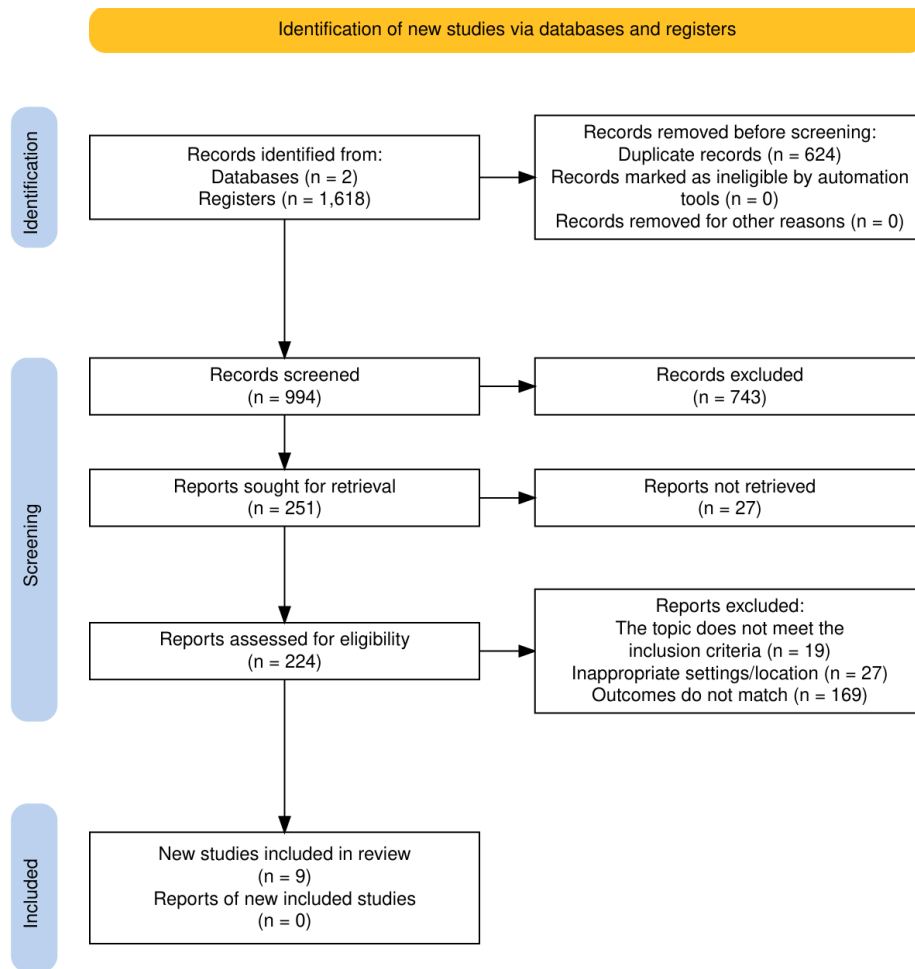 Identification of new studies via databases and registers
Identification
Records identified from:
Databases (n = 2)
Registers (n = 1,618)
Records removed before screening:
Duplicate records (n = 624)
Records marked as ineligible by automation
tools (n = 0)
Records removed for other reasons (n = 0)
Screening
Records screened
(n = 994)
Records excluded
(n = 743)
Reports sought for retrieval
(n = 251)
Reports not retrieved
(n = 27)
Reports assessed for eligibility
(n = 224)
Reports excluded:
The topic does not meet the
inclusion criteria (n = 19)
Inappropriate settings/location (n = 27)
Outcomes do not match (n = 169)
Included
New studies included in review
(n = 9)
Reports of new included studies
(n = 0)